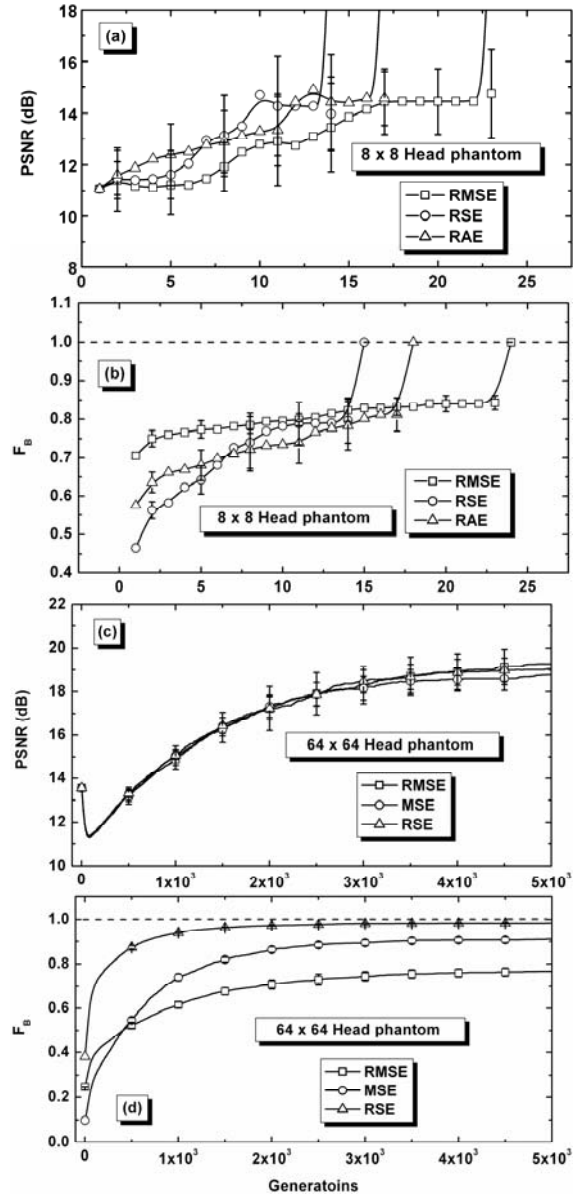 18
16
14
12
10
8
PSNR (dB)
(a)
8 x 8 Head phantom
RMSE
RSE
RAE
0 5 10 15 20 25
1.1
1.0
0.9
0.8
0.7
0.6
0.5
0.4
F_B
(b)
8 x 8 Head phantom
RMSE
RSE
RAE
0 5 10 15 20 25
22
20
18
16
14
12
10
PSNR (dB)
(c)
64 x 64 Head phantom
RMSE
MSE
RSE
0 1x10³ 2x10³ 3x10³ 4x10³ 5x10³
1.0
0.8
0.6
0.4
0.2
0.0
F_B
(d)
64 x 64 Head phantom
RMSE
MSE
RSE
0 1x10³ 2x10³ 3x10³ 4x10³ 5x10³
Generatoins